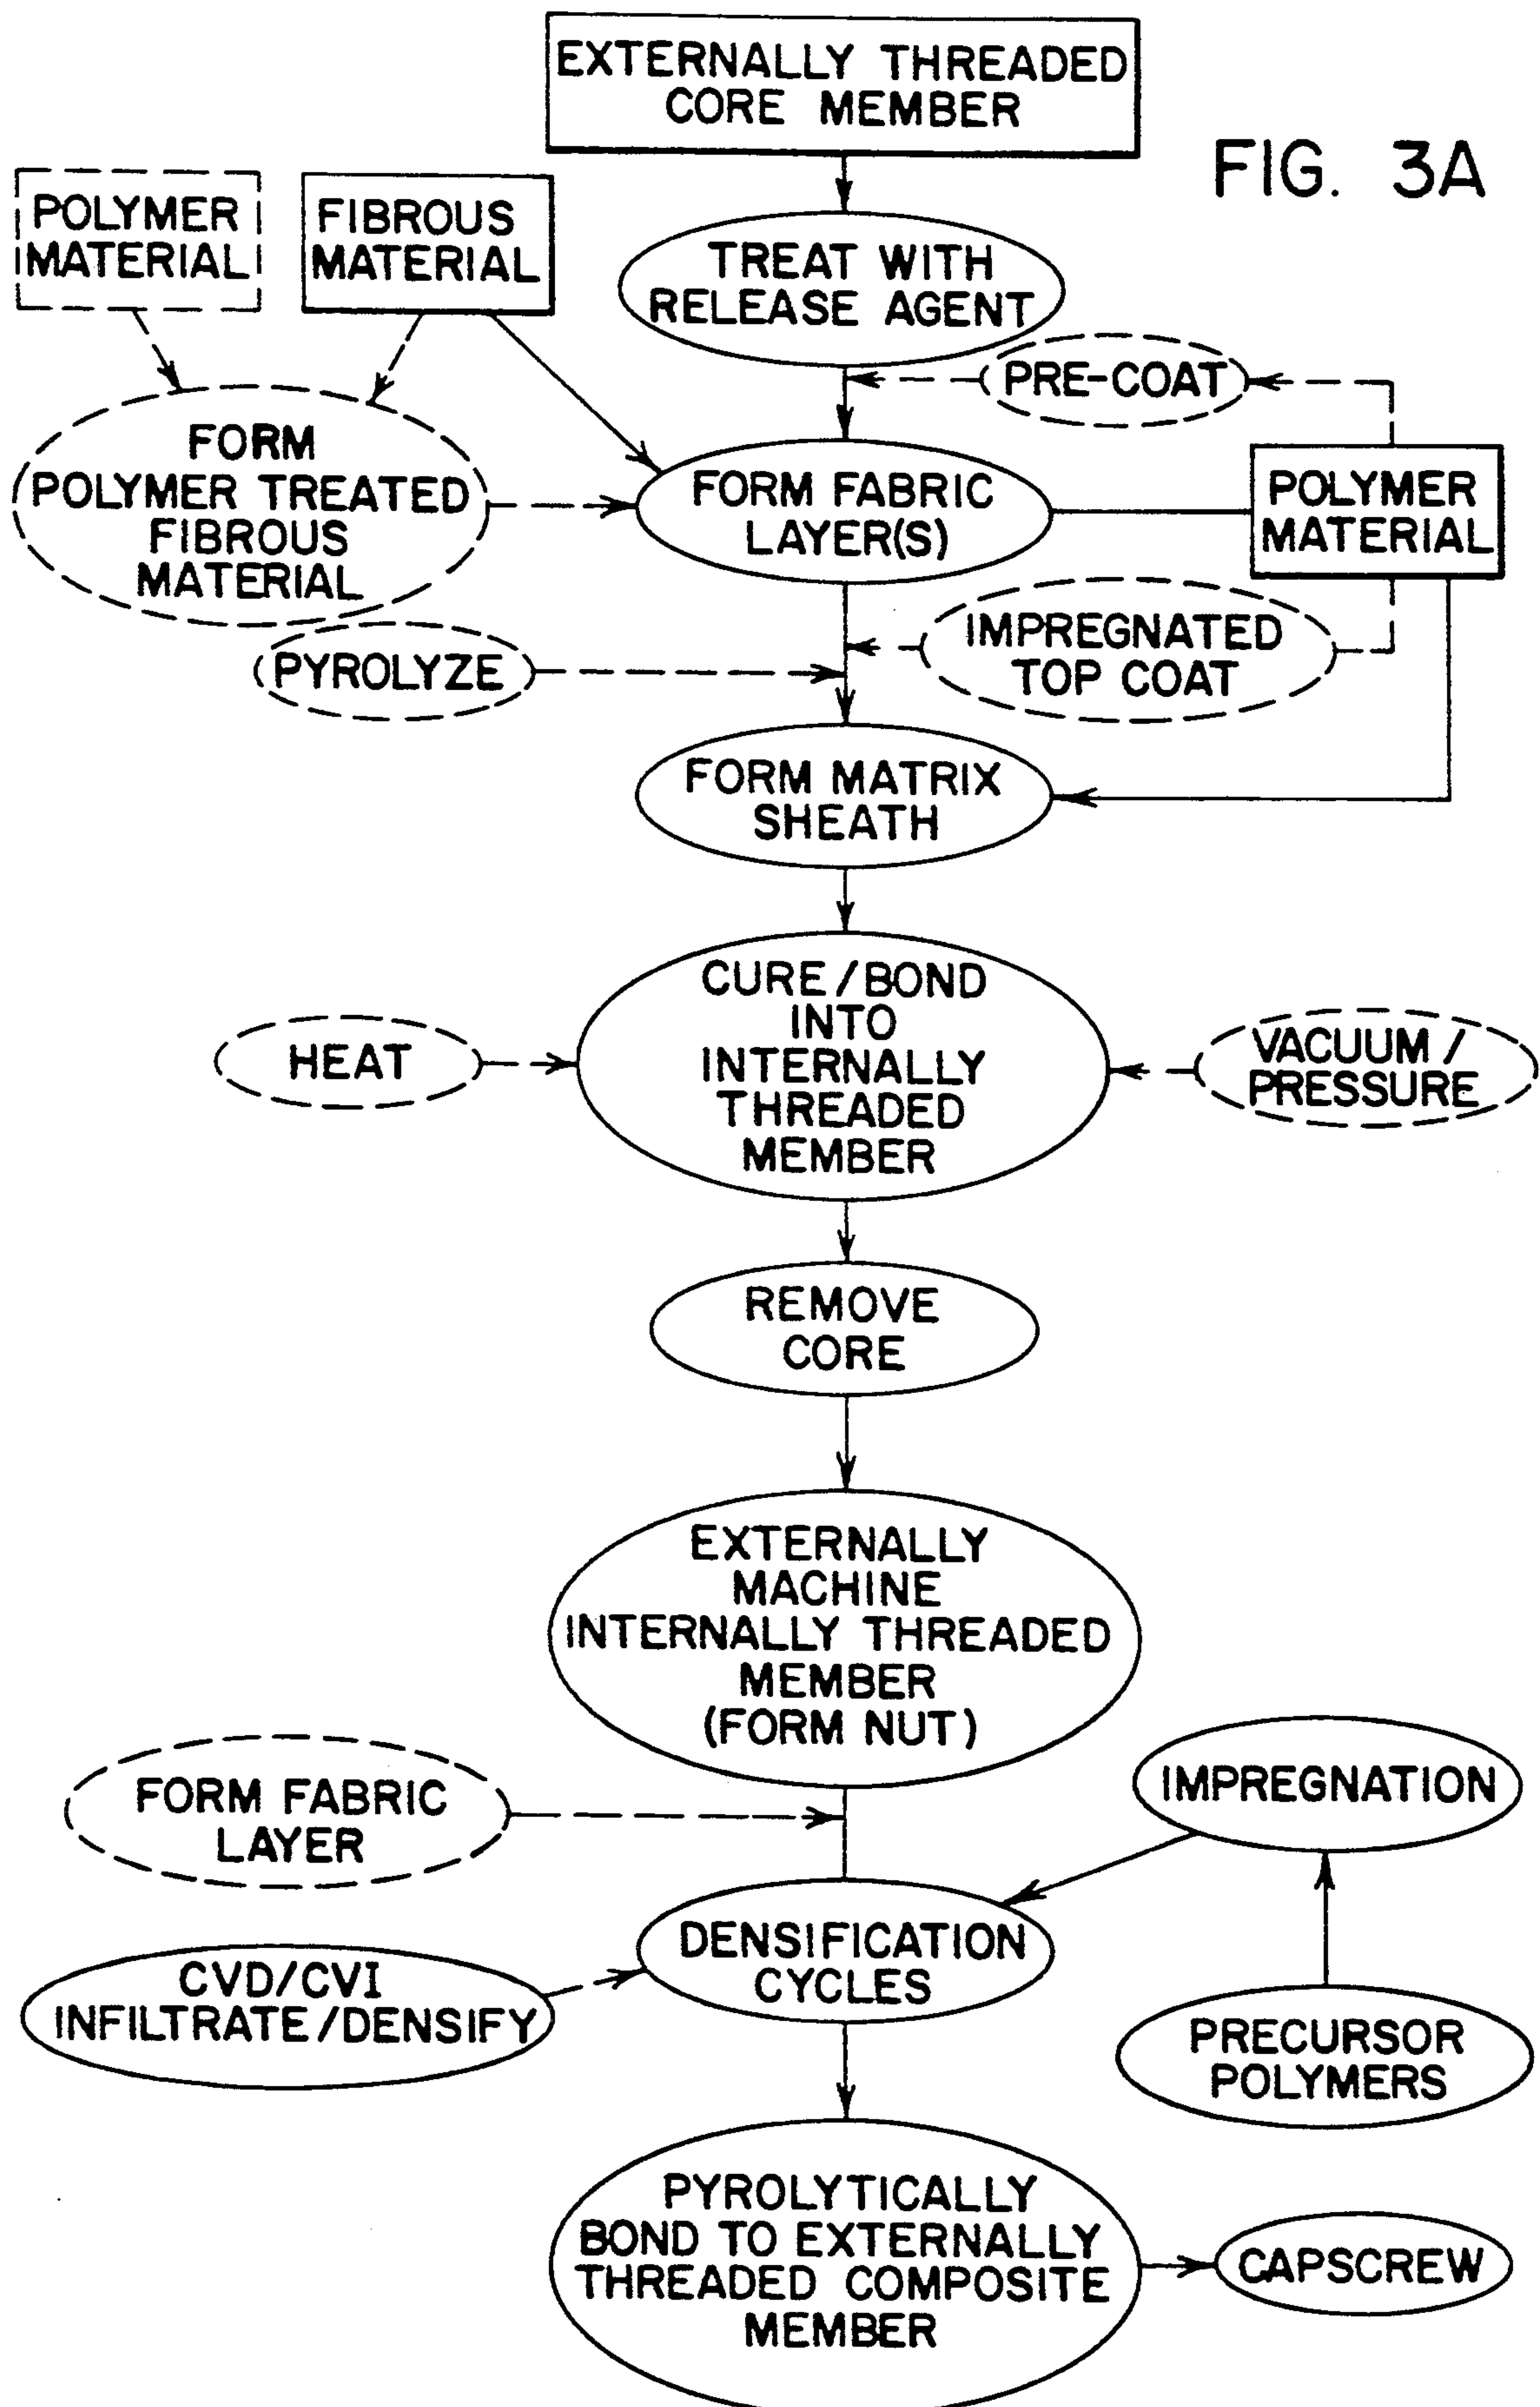 EXTERNALLY THREADED
CORE MEMBER
FIG. 3A
POLYMER
MATERIAL
FIBROUS
MATERIAL
TREAT WITH
RELEASE AGENT
PRE-COAT
FORM
POLYMER TREATED
FIBROUS
MATERIAL
FORM FABRIC
LAYER(S)
POLYMER
MATERIAL
PYROLYZE
IMPREGNATED
TOP COAT
FORM MATRIX
SHEATH
CURE/BOND
INTO
INTERNALLY
THREADED
MEMBER
HEAT
VACUUM/
PRESSURE
REMOVE
CORE
EXTERNALLY
MACHINE
INTERNALLY THREADED
MEMBER
(FORM NUT)
FORM FABRIC
LAYER
IMPREGNATION
DENSIFICATION
CYCLES
CVD/CVI
INFILTRATE/DENSIFY
PRECURSOR
POLYMERS
PYROLYTICALLY
BOND TO EXTERNALLY
THREADED COMPOSITE
MEMBER
CAPSCREW